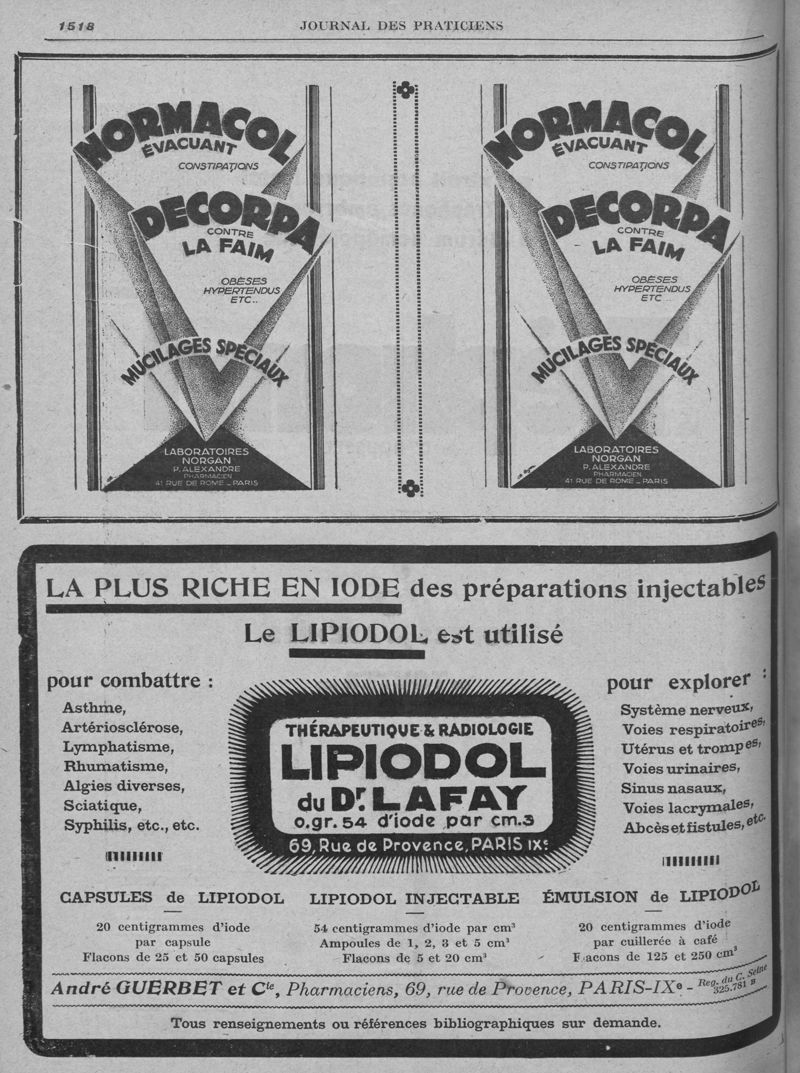 1518
JOURNAL DES PRATICIENS
NORMACOL
ÉVACUANT
CONSTIPATIONS
DECORPA
CONTRE
LA FAIM
OBÈSES
HYPERTENDUS
ETC..
MUCILAGES SPÉCIAUX
LABORATOIRES
NORGAN
P. ALEXANDRE
PHARMACIEN
41 RUE DE ROME _ PARIS
NORMACOL
ÉVACUANT
CONSTIPATIONS
DECORPA
CONTRE
LA FAIM
OBÈSES
HYPERTENDUS
ETC
MUCILAGES SPÉCIAUX
LABORATOIRES
NORGAN
P. ALEXANDRE
PHARMACIEN
41 RUE DE ROME _ PARIS
LA PLUS RICHE EN IODE des préparations injectables
Le LIPIODOL est utilisé
pour combattre :
Asthme,
Artériosclérose,
Lymphatisme,
Rhumatisme,
Algies diverses,
Sciatique,
Syphilis, etc., etc.
THÉRAPEUTIQUE & RADIOLOGIE
LIPIODOL
du Dr. LAFAY
0.gr. 54 d'iode par cm.3
69, Rue de Provence, PARIS IXe
pour explorer :
Système nerveux,
Voies respiratoires,
Utérus et trompes,
Voies urinaires,
Sinus nasaux,
Voies lacrymales,
Abcès et fistules, etc.
CAPSULES de LIPIODOL
20 centigrammes d'iode
par capsule
Flacons de 25 et 50 capsules
LIPIODOL INJECTABLE
54 centigrammes d'iode par cm³
Ampoules de 1, 2, 3 et 5 cm³
Flacons de 5 et 20 cm³
ÉMULSION de LIPIODOL
20 centigrammes d'iode
par cuillerée à café
F acons de 125 et 250 cm³
André GUERBET et Cie, Pharmaciens, 69, rue de Provence, PARIS-IXe - Reg. du C. Seine 325.781 B
Tous renseignements ou références bibliographiques sur demande.